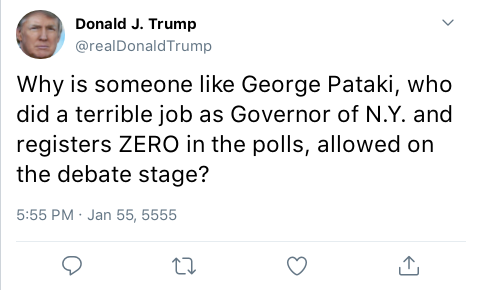 Donald J. Trump
@realDonaldTrump
Why is someone like George Pataki, who
did a terrible job as Governor of N.Y. and
registers ZERO in the polls, allowed on
the debate stage?
5:55 PM · Jan 55, 5555